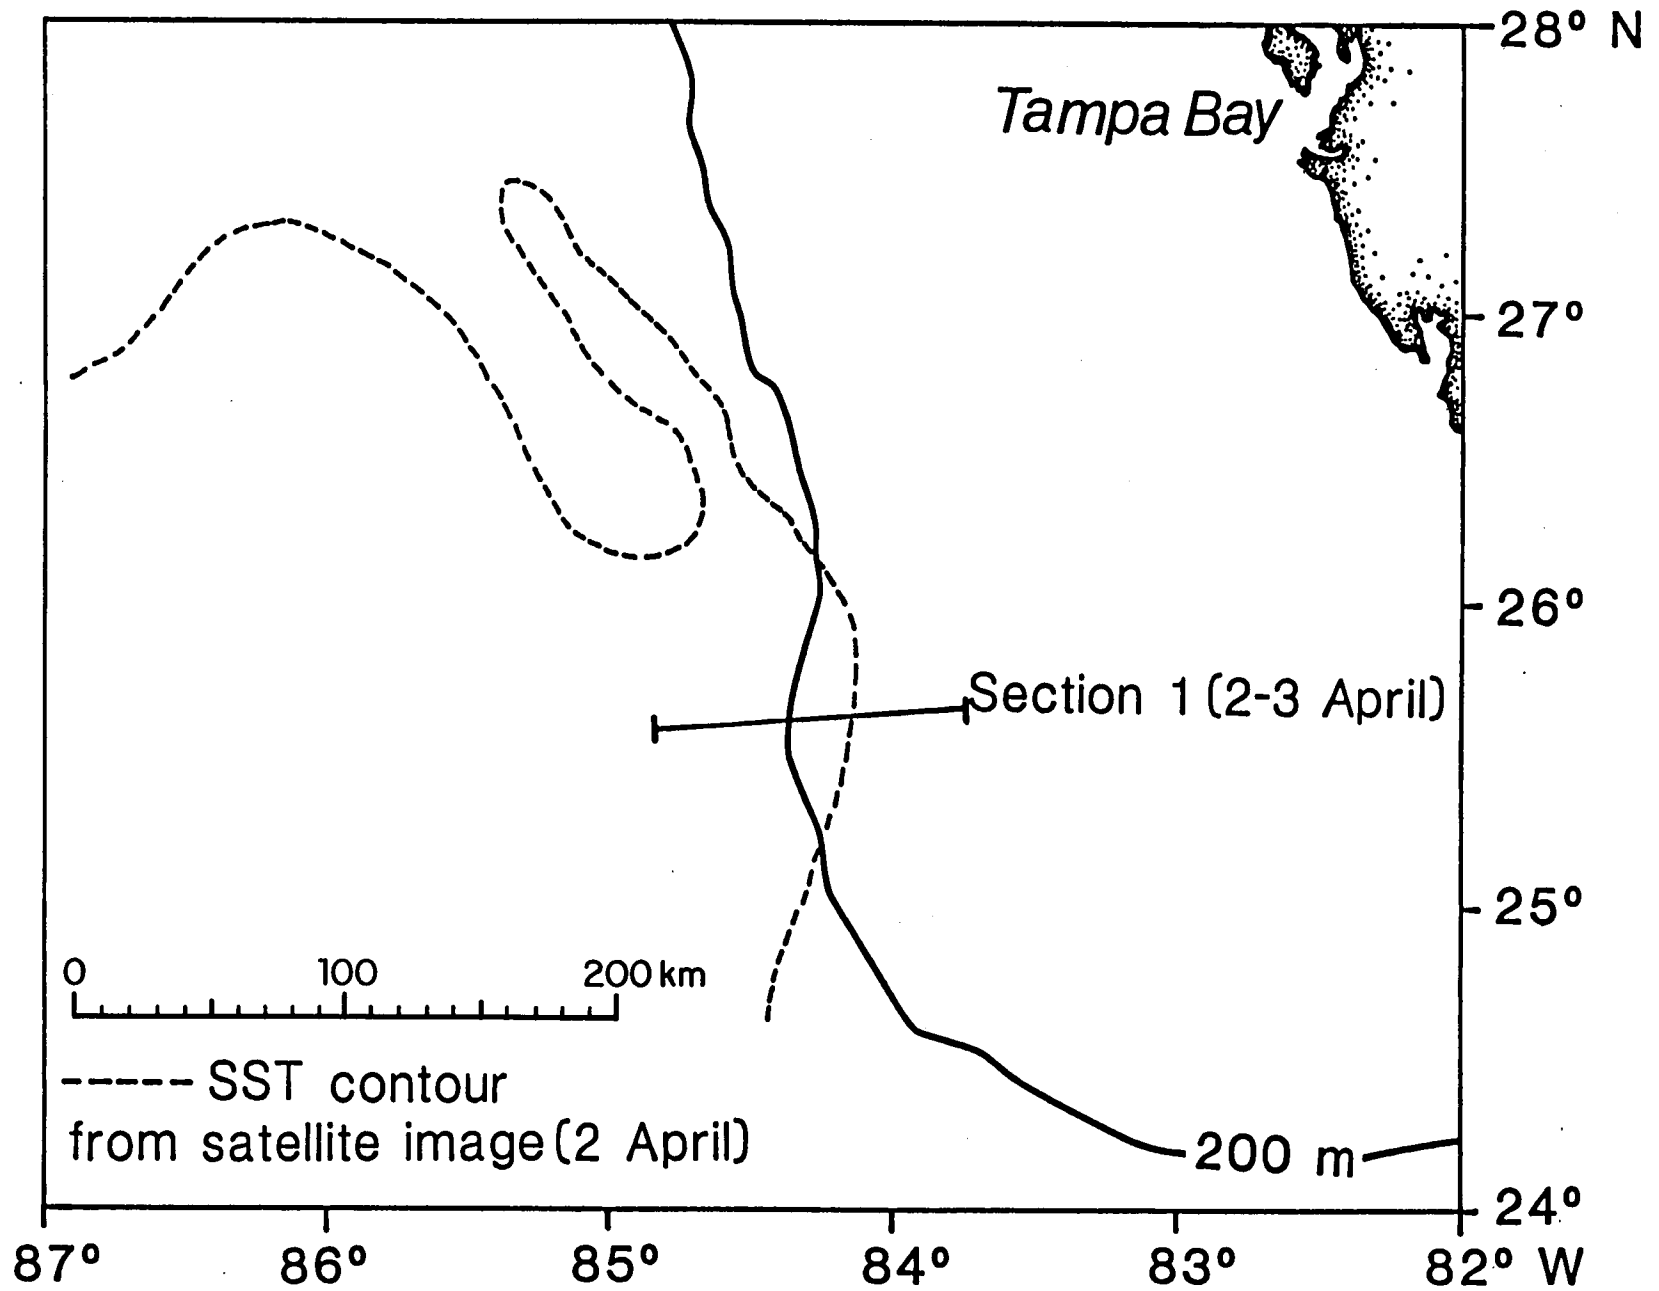 28° N
Tampa Bay
27°
26°
Section 1 (2-3 April)
25°
0 100 200 km
SST contour
from satellite image (2 April)
200 m
24°
87° 86° 85° 84° 83° 82° W